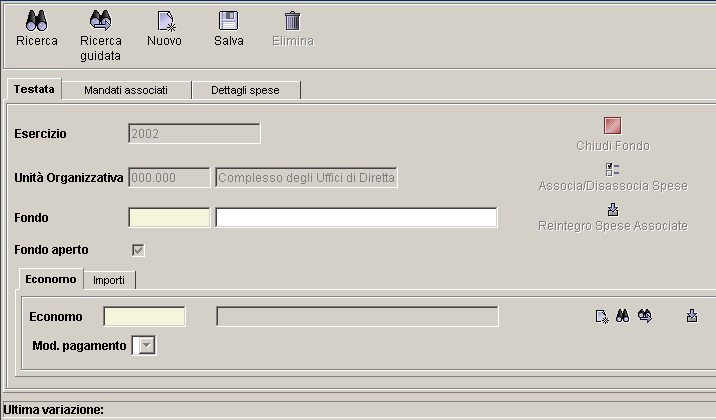 Ricerca
Ricerca guidata
Nuovo
Salva
Elimina
Testata
Mandati associati
Dettagli spese
Esercizio
2002
Chiudi Fondo
Unità Organizzativa
000.000
Complesso degli Uffici di Diretta
Associa/Disassocia Spese
Fondo
Reintegro Spese Associate
Fondo aperto
Economo
Importi
Economo
Mod. pagamento
Ultima variazione: